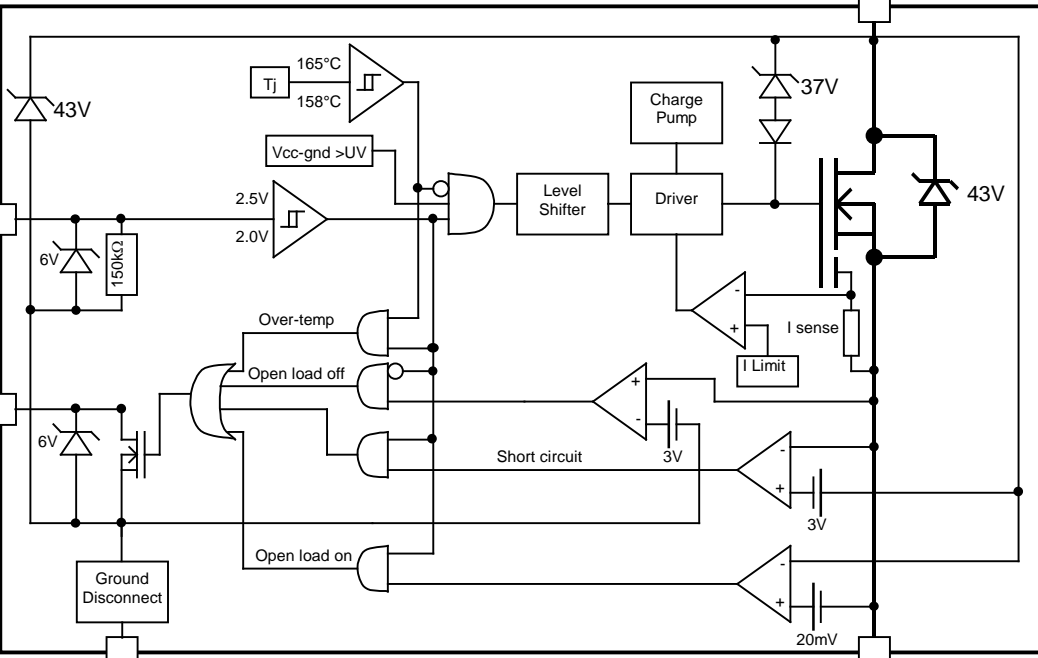 165°C
Tj
158°C
37V
43V
Charge
Pump
Vcc-gnd >UV
2.5V
2.0V
Level
Shifter
Driver
43V
6V
150kΩ
-
+
I sense
I Limit
Over-temp
Open load off
+
-
3V
6V
Short circuit
-
+
3V
Open load on
-
+
20mV
Ground
Disconnect